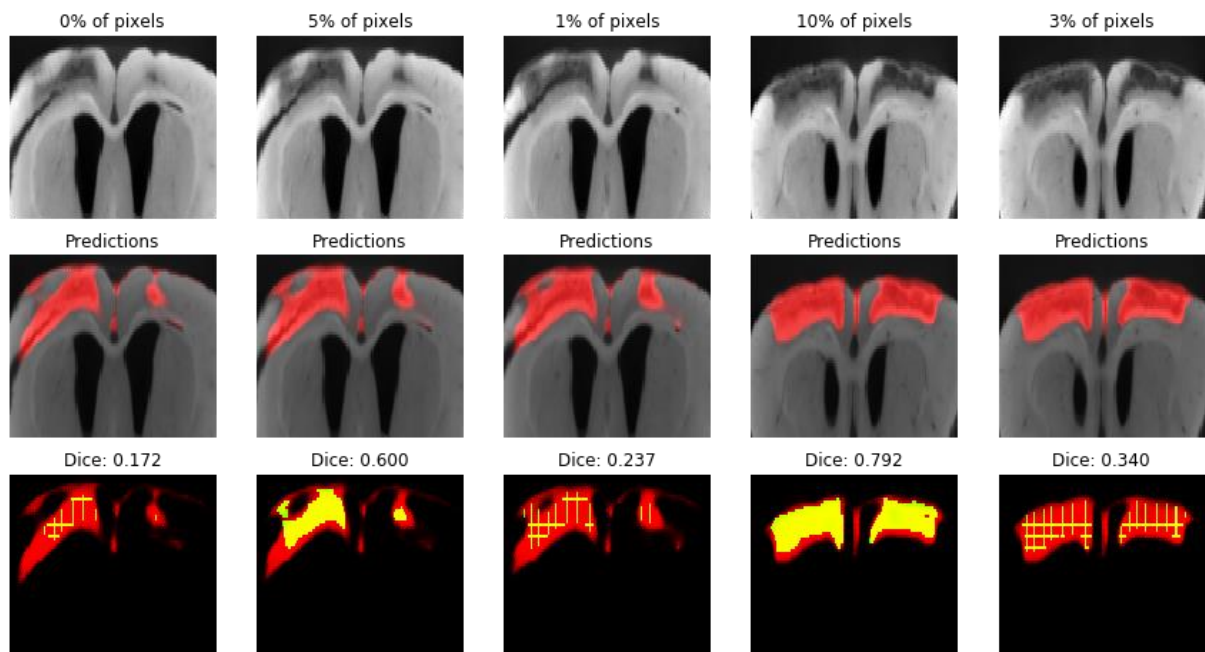 0% of pixels 5% of pixels 1% of pixels 10% of pixels 3% of pixels
Predictions Predictions Predictions Predictions Predictions
Dice: 0.172 Dice: 0.600 Dice: 0.237 Dice: 0.792 Dice: 0.340